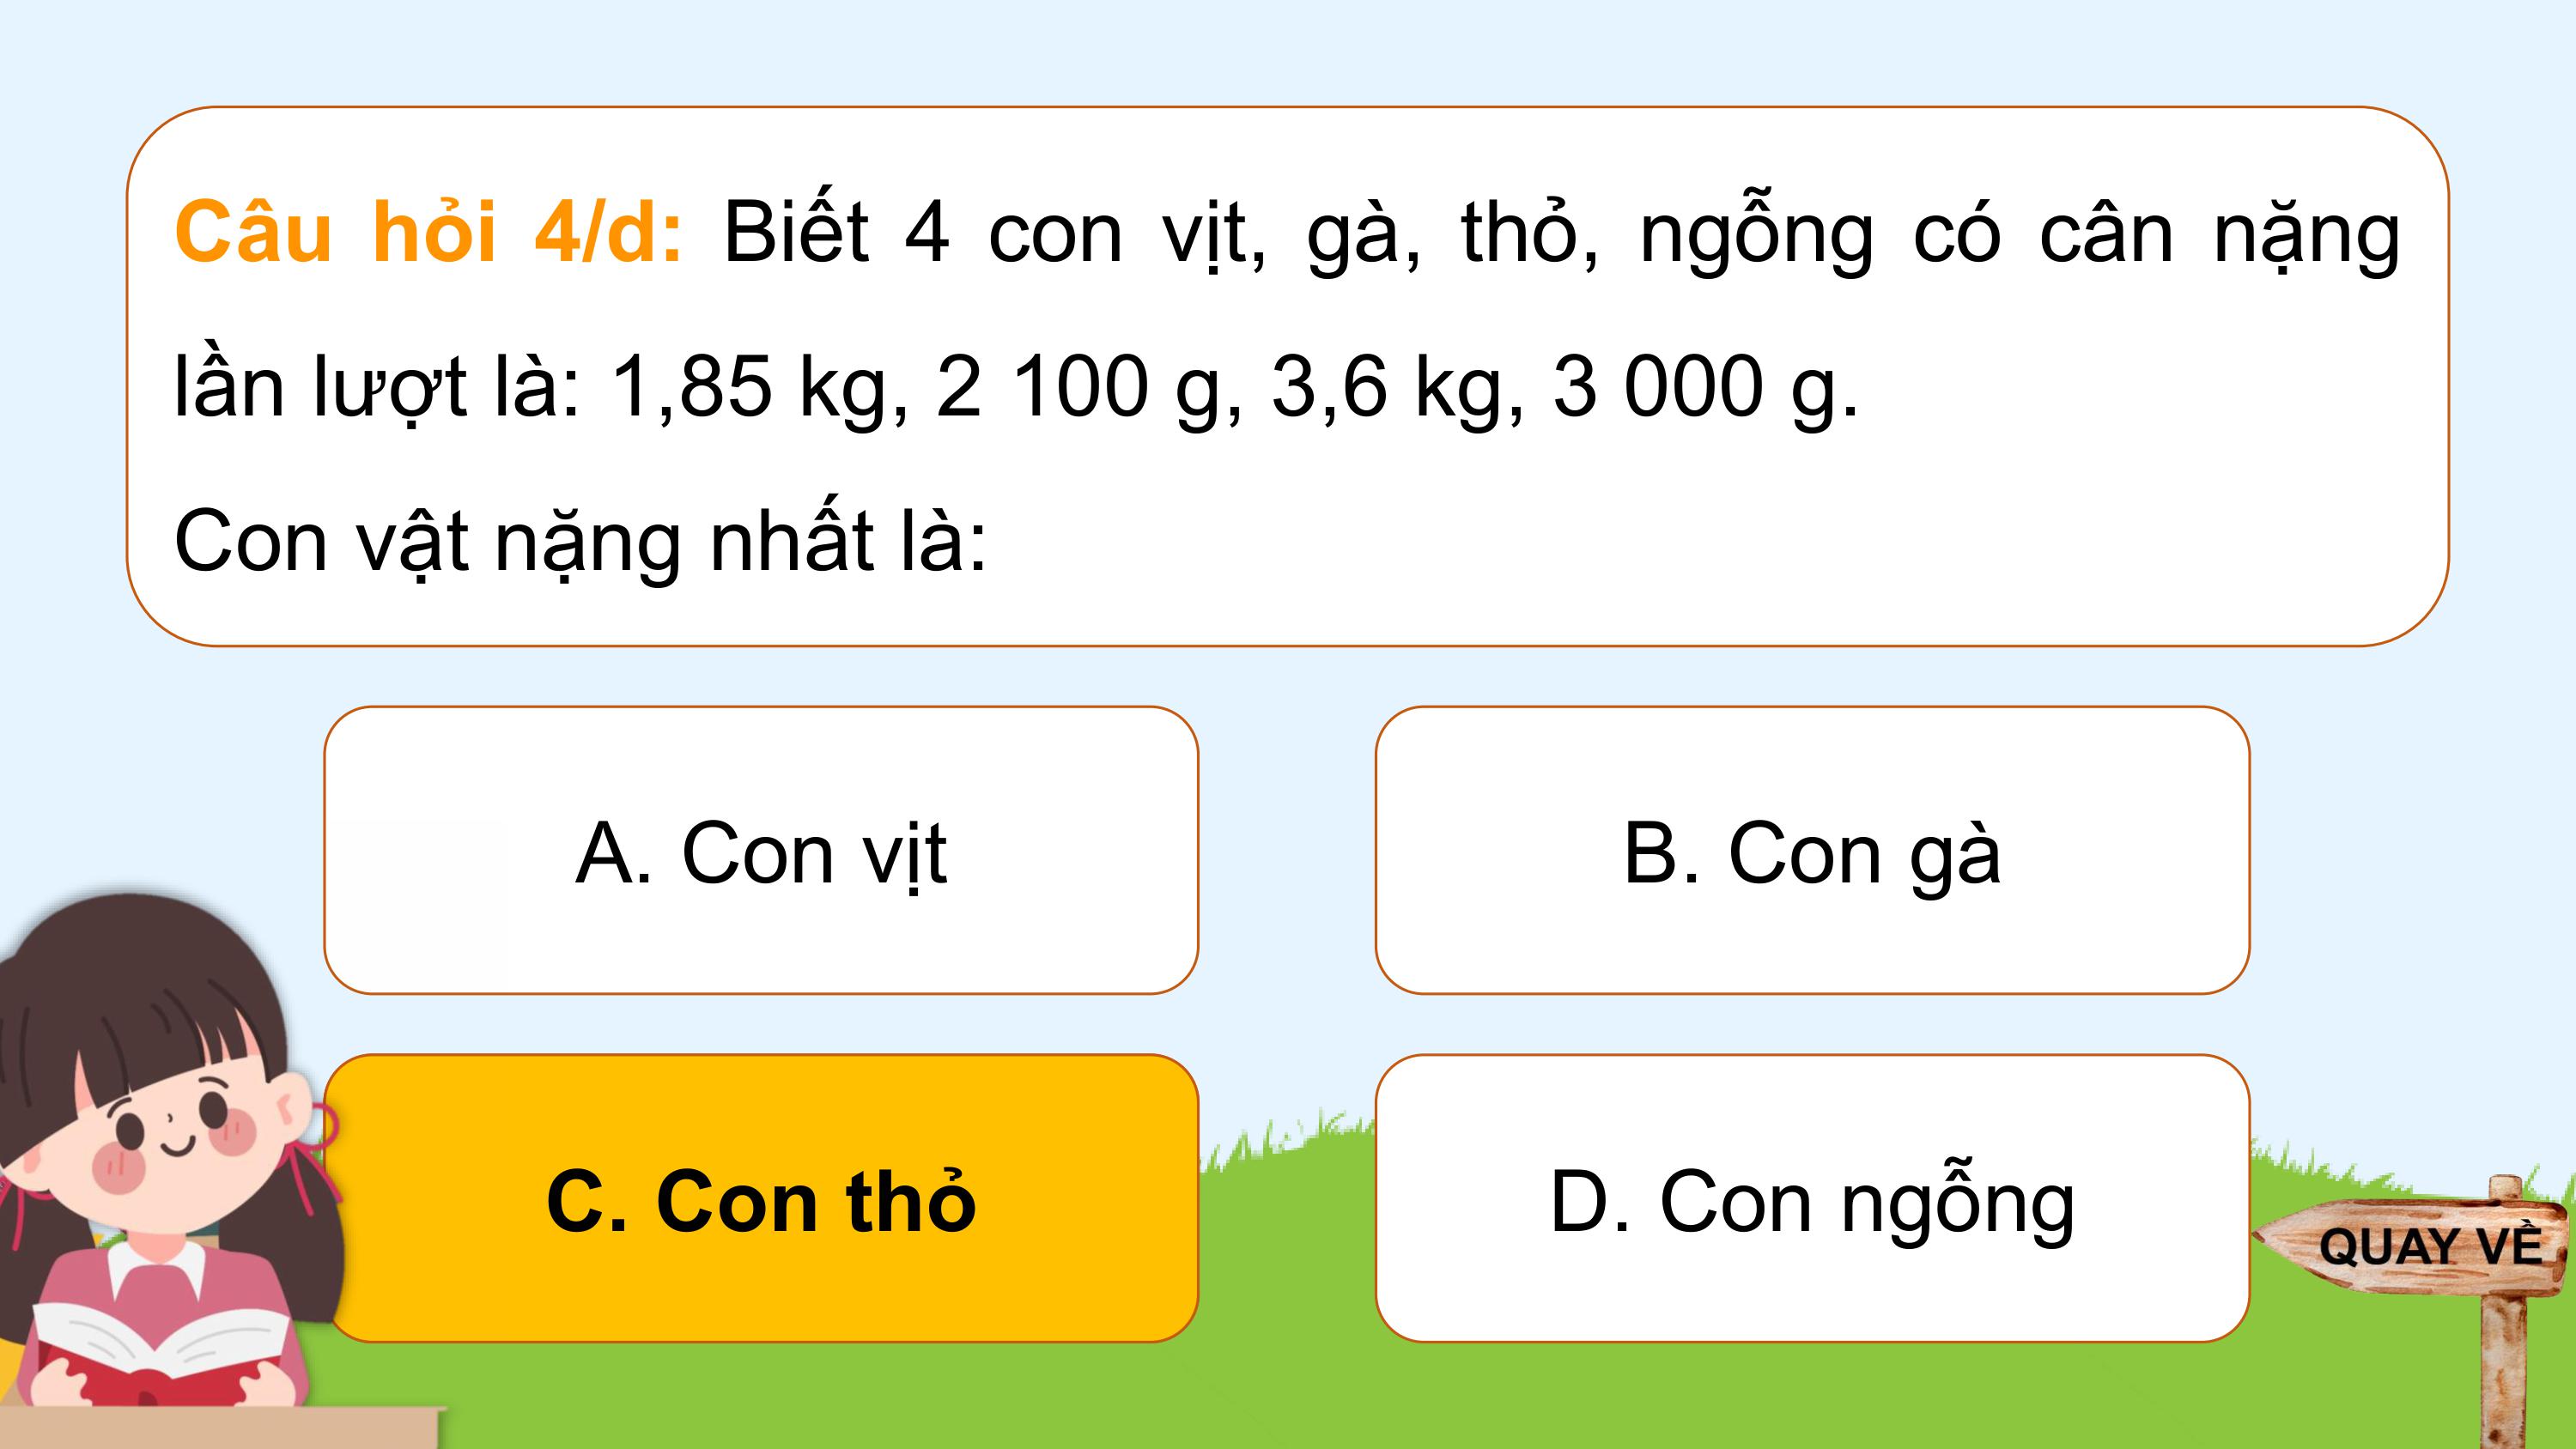 Câu hỏi 4/d: Biết 4 con vịt, gà, thỏ, ngỗng có cân nặng
lần lượt là: 1,85 kg, 2 100 g, 3,6 kg, 3 000 g.
Con vật nặng nhất là:
A. Con vịt
B. Con gà
C. Con thỏ
D. Con ngỗng
QUAY VỀ